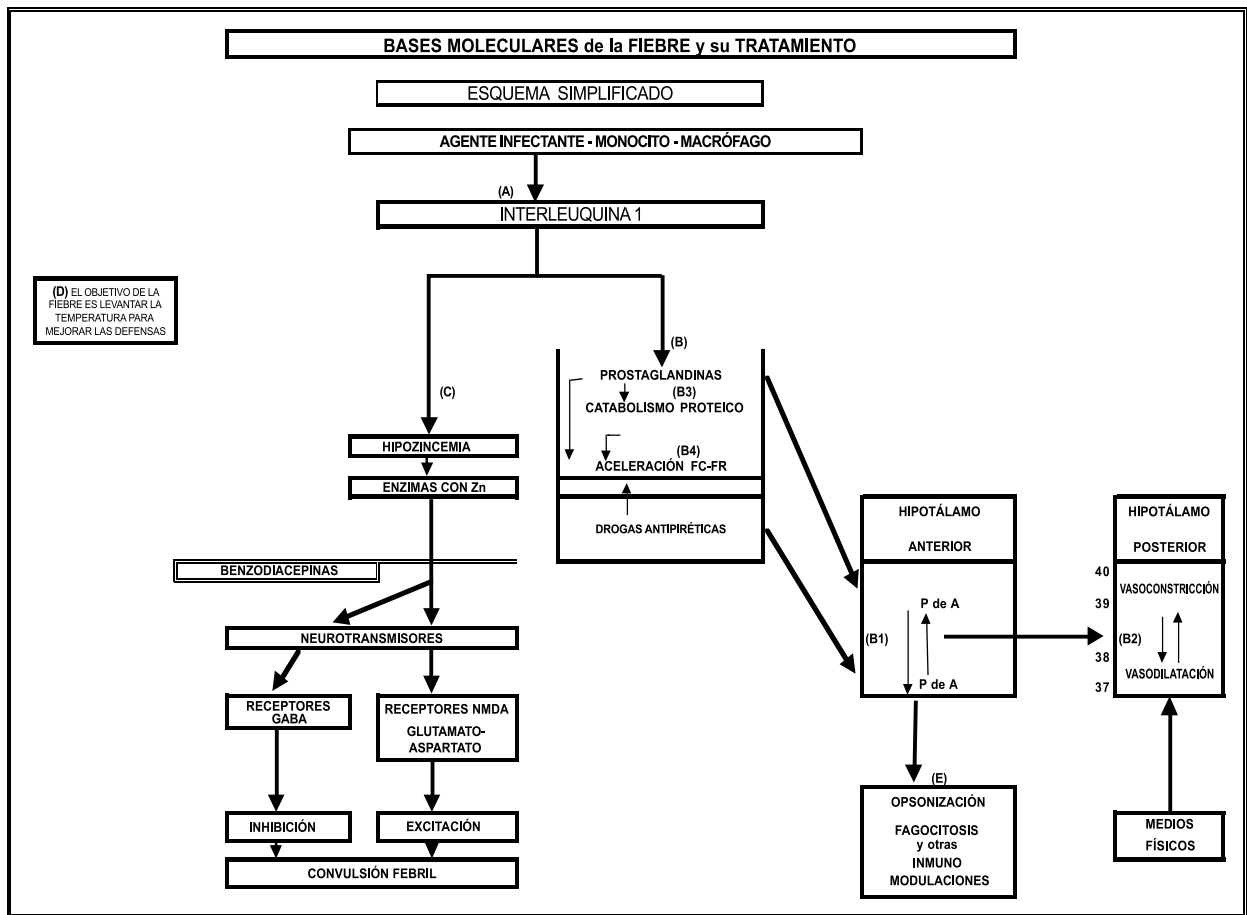 BASES MOLECULARES de la FIEBRE y su TRATAMIENTO
ESQUEMA SIMPLIFICADO
AGENTE INFECTANTE - MONOCITO - MACRÓFAGO
(A)
INTERLEUQUINA 1
(D) EL OBJETIVO DE LA
FIEBRE ES LEVANTAR LA
TEMPERATURA PARA
MEJORAR LAS DEFENSAS
(B)
PROSTAGLANDINAS
(B3)
CATABOLISMO PROTEICO
(B4)
ACELERACIÓN FC-FR
DROGAS ANTIPIRÉTICAS
(C)
HIPOZINCEMIA
ENZIMAS CON Zn
BENZODIACEPINAS
NEUROTRANSMISORES
RECEPTORES
GABA
RECEPTORES NMDA
GLUTAMATO-
ASPARTATO
INHIBICIÓN
EXCITACIÓN
CONVULSIÓN FEBRIL
HIPOTÁLAMO
ANTERIOR
P de A
(B1)
P de A
(E)
OPSONIZACIÓN
FAGOCITOSIS
y otras
INMUNO
MODULACIONES
HIPOTÁLAMO
POSTERIOR
40
VASOCONSTRICCIÓN
39
(B2)
38
VASODILATACIÓN
37
MEDIOS
FÍSICOS